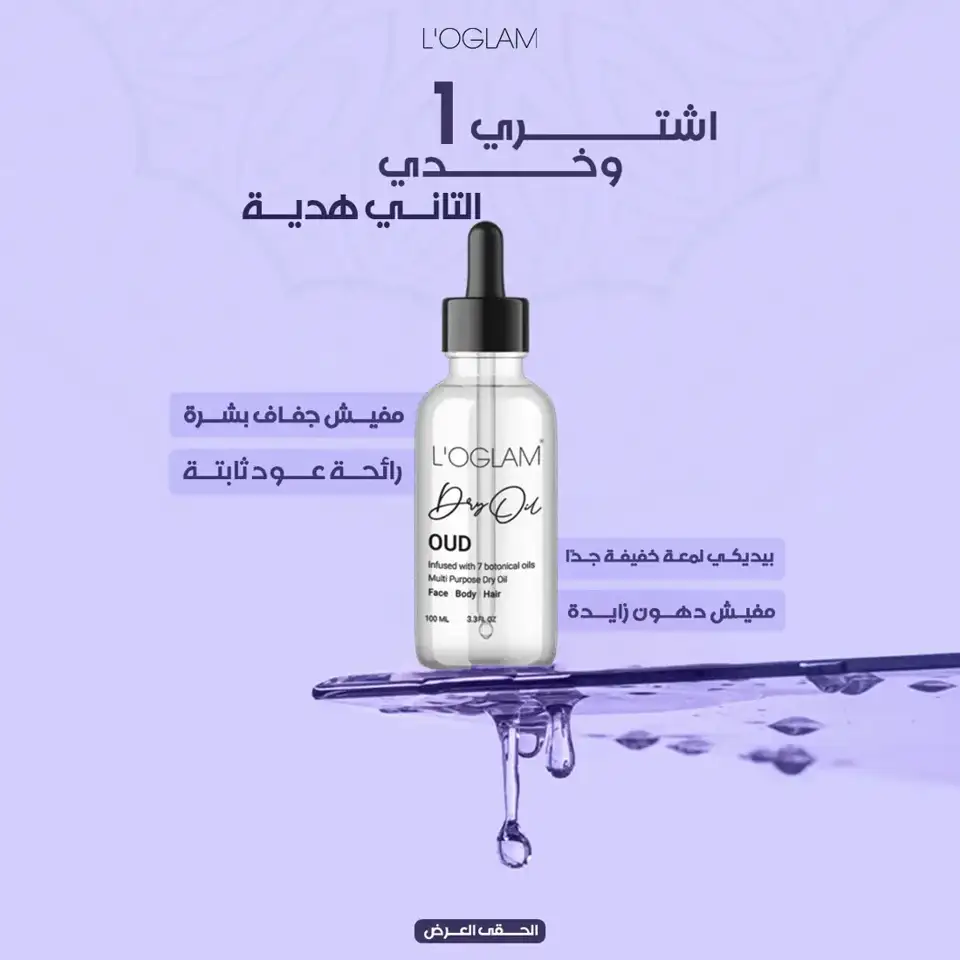 L'OGLAM
اشتري 1
وخدي
التاني هدية
مفيش جفاف بشرة
رائحة عود ثابتة
L'OGLAM
Dry Oil
OUD
Infused with 7 botonical oils
Multi Purpose Dry Oil
Face Body Hair
100 ML 3.3FL OZ
بيديكي لمعة خفيفة جدًا
مفيش دهون زايدة
الحقى العرض